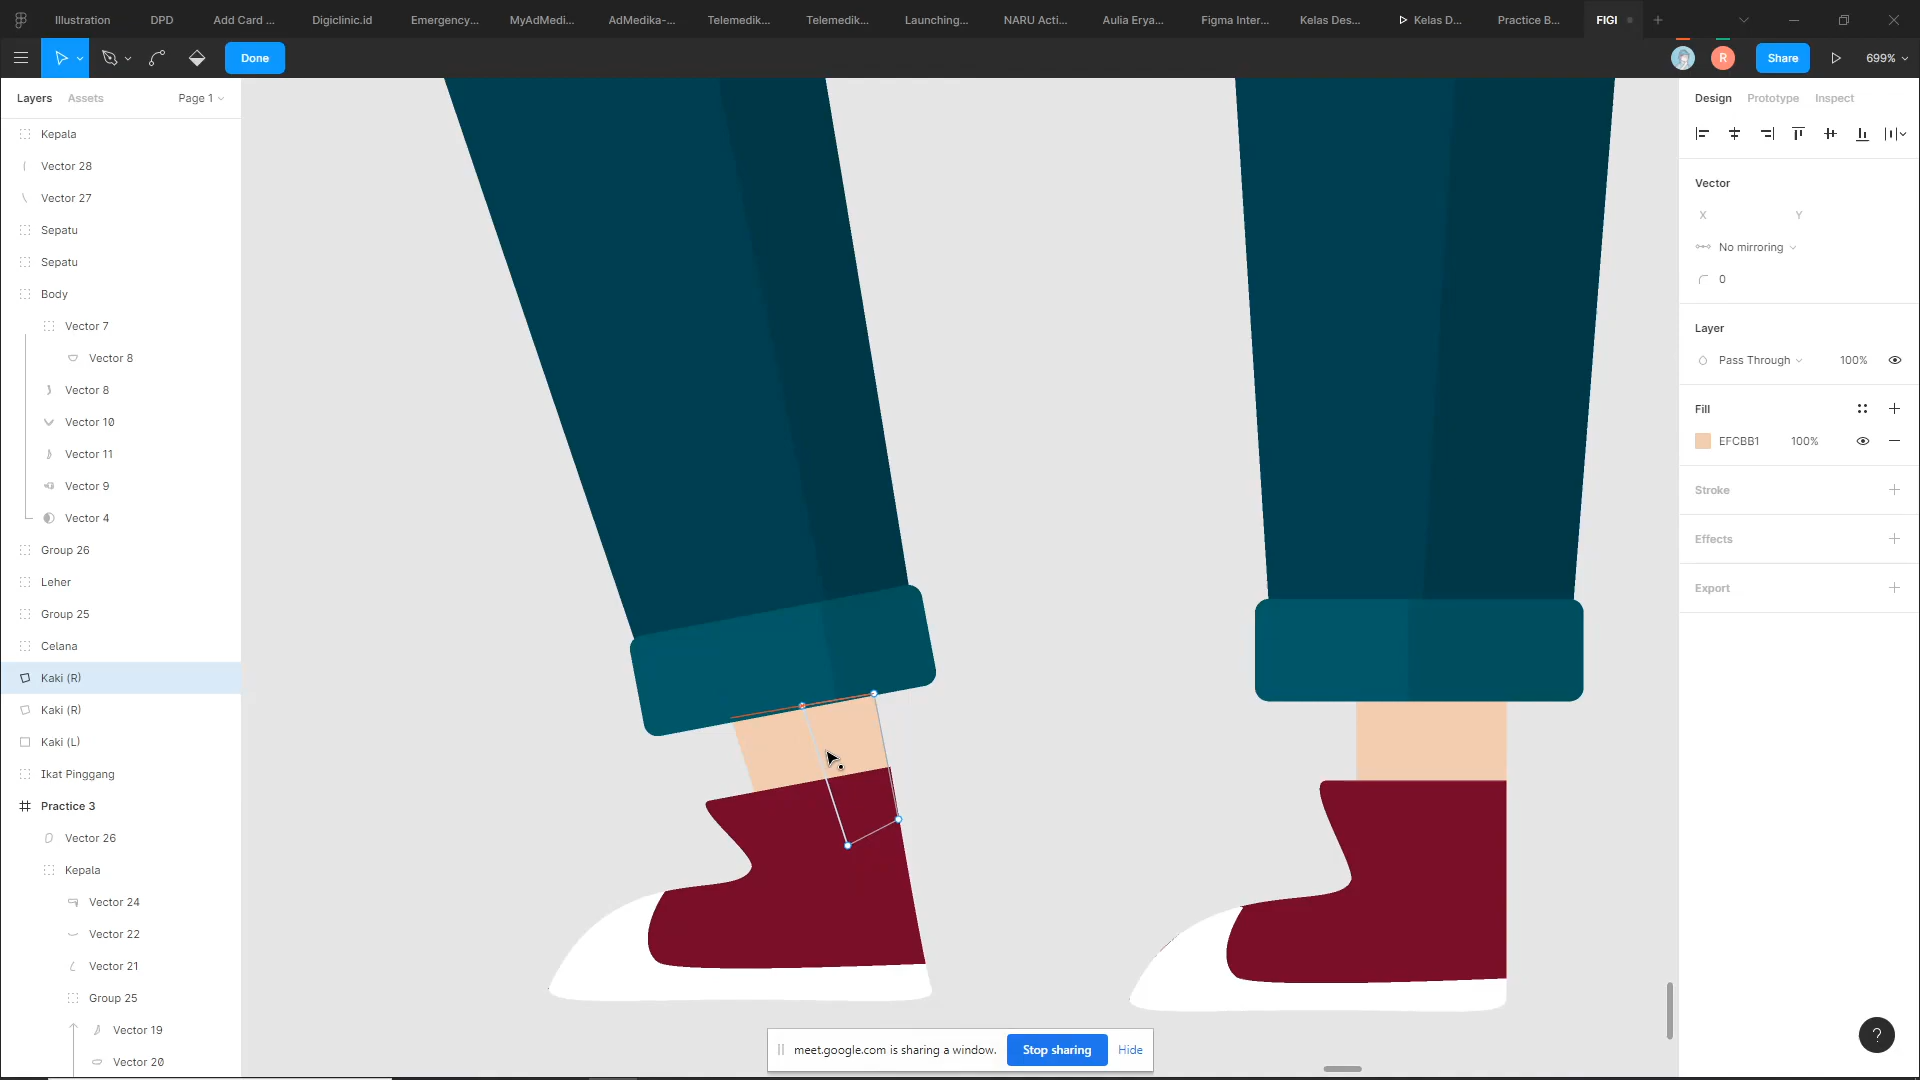 Illustration DPD Add Card ... Digiclinic.id Emergency... MyAdMedi... AdMedika-... Telemedik... Telemedik... Launching... NARU Acti... Aulia Erya... Figma Inter... Kelas Des... Kelas D... Practice B... FIGI
Done R Share 699%
Layers Assets Page 1
Kepala
Vector 28
Vector 27
Sepatu
Sepatu
Body
Vector 7
Vector 8
Vector 8
Vector 10
Vector 11
Vector 9
Vector 4
Group 26
Leher
Group 25
Celana
Kaki (R)
Kaki (R)
Kaki (L)
Ikat Pinggang
Practice 3
Vector 26
Kepala
Vector 24
Vector 22
Vector 21
Group 25
Vector 19
Vector 20
Design Prototype Inspect
Vector
X Y
No mirroring
0
Layer
Pass Through 100%
Fill
EFCBB1 100%
Stroke
Effects
Export
?
meet.google.com is sharing a window. Stop sharing Hide